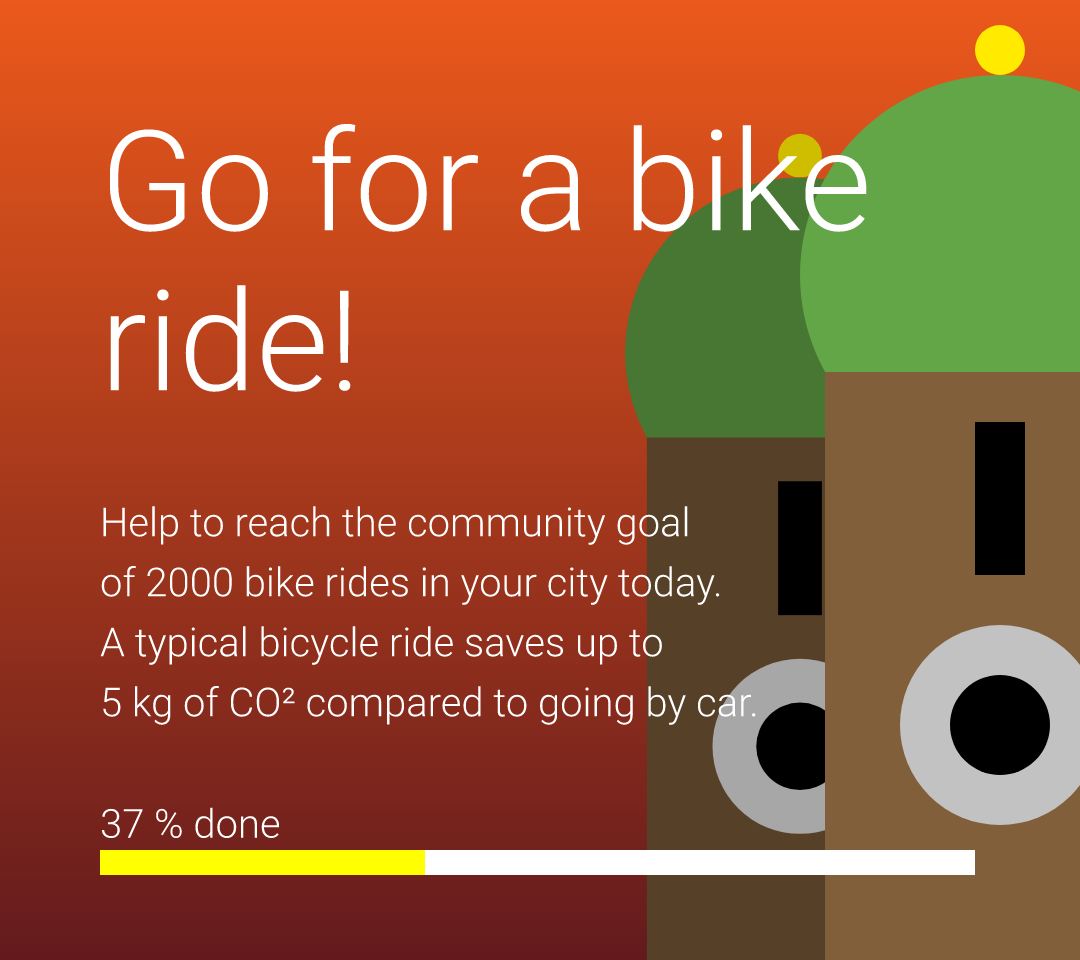 Go for a bike
ride!
Help to reach the community goal
of 2000 bike rides in your city today.
A typical bicycle ride saves up to
5 kg of CO² compared to going by car.
37 % done